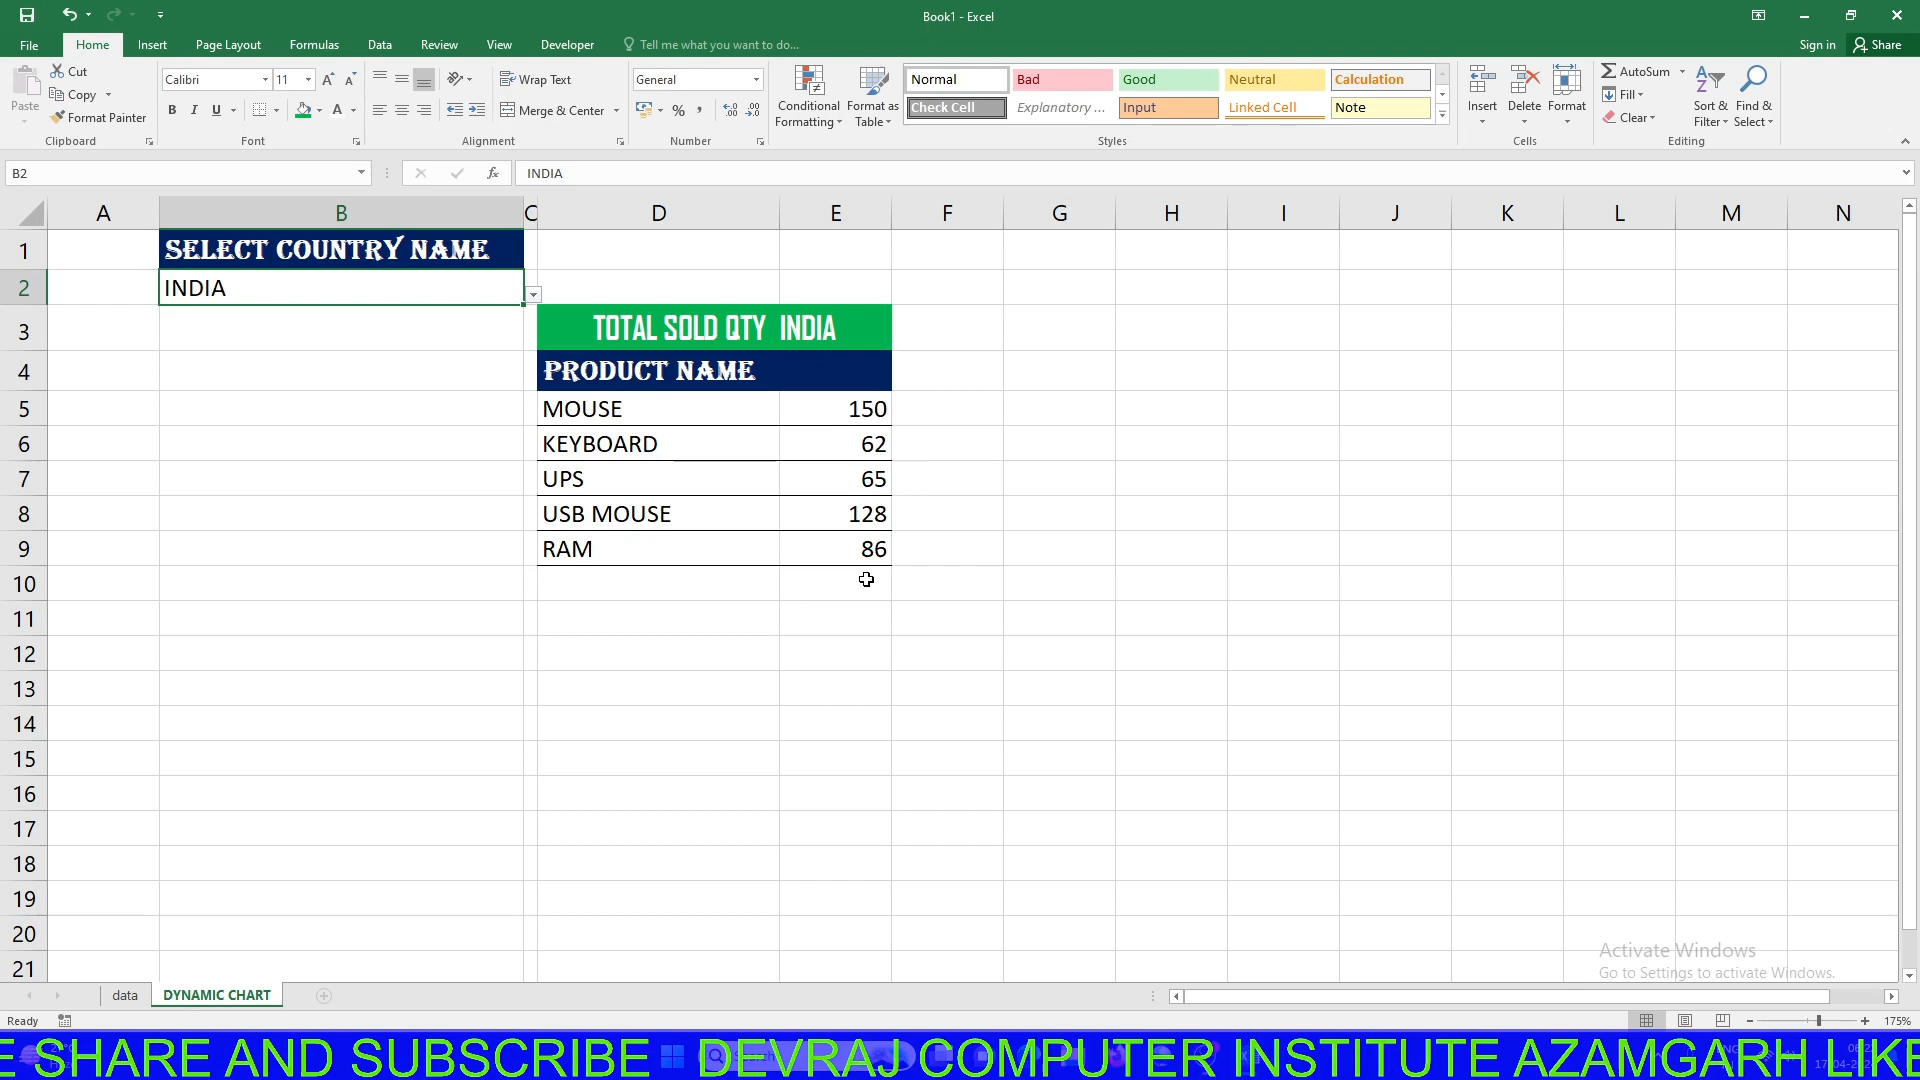 Book1 - Excel
File Home Insert Page Layout Formulas Data Review View Developer Tell me what you want to do... Sign in Share
Paste
Cut
Copy
Format Painter
Clipboard
Calibri 11
B I U
Font
Wrap Text
Merge & Center
Alignment
General
Number
Conditional Formatting
Format as Table
Normal Bad Good Neutral Calculation
Check Cell Explanatory ... Input Linked Cell Note
Styles
Insert Delete Format
Cells
AutoSum
Fill
Clear
Sort & Filter
Find & Select
Editing
B2 fx INDIA
A B C D E F G H I J K L M N
1 SELECT COUNTRY NAME
2 INDIA
3 TOTAL SOLD QTY INDIA
4 PRODUCT NAME
5 MOUSE 150
6 KEYBOARD 62
7 UPS 65
8 USB MOUSE 128
9 RAM 86
10
11
12
13
14
15
16
17
18
19
20
21
Activate Windows
Go to Settings to activate Windows.
data DYNAMIC CHART
Ready 175%
E SHARE AND SUBSCRIBE DEVRAJ COMPUTER INSTITUTE AZAMGARH LIKE